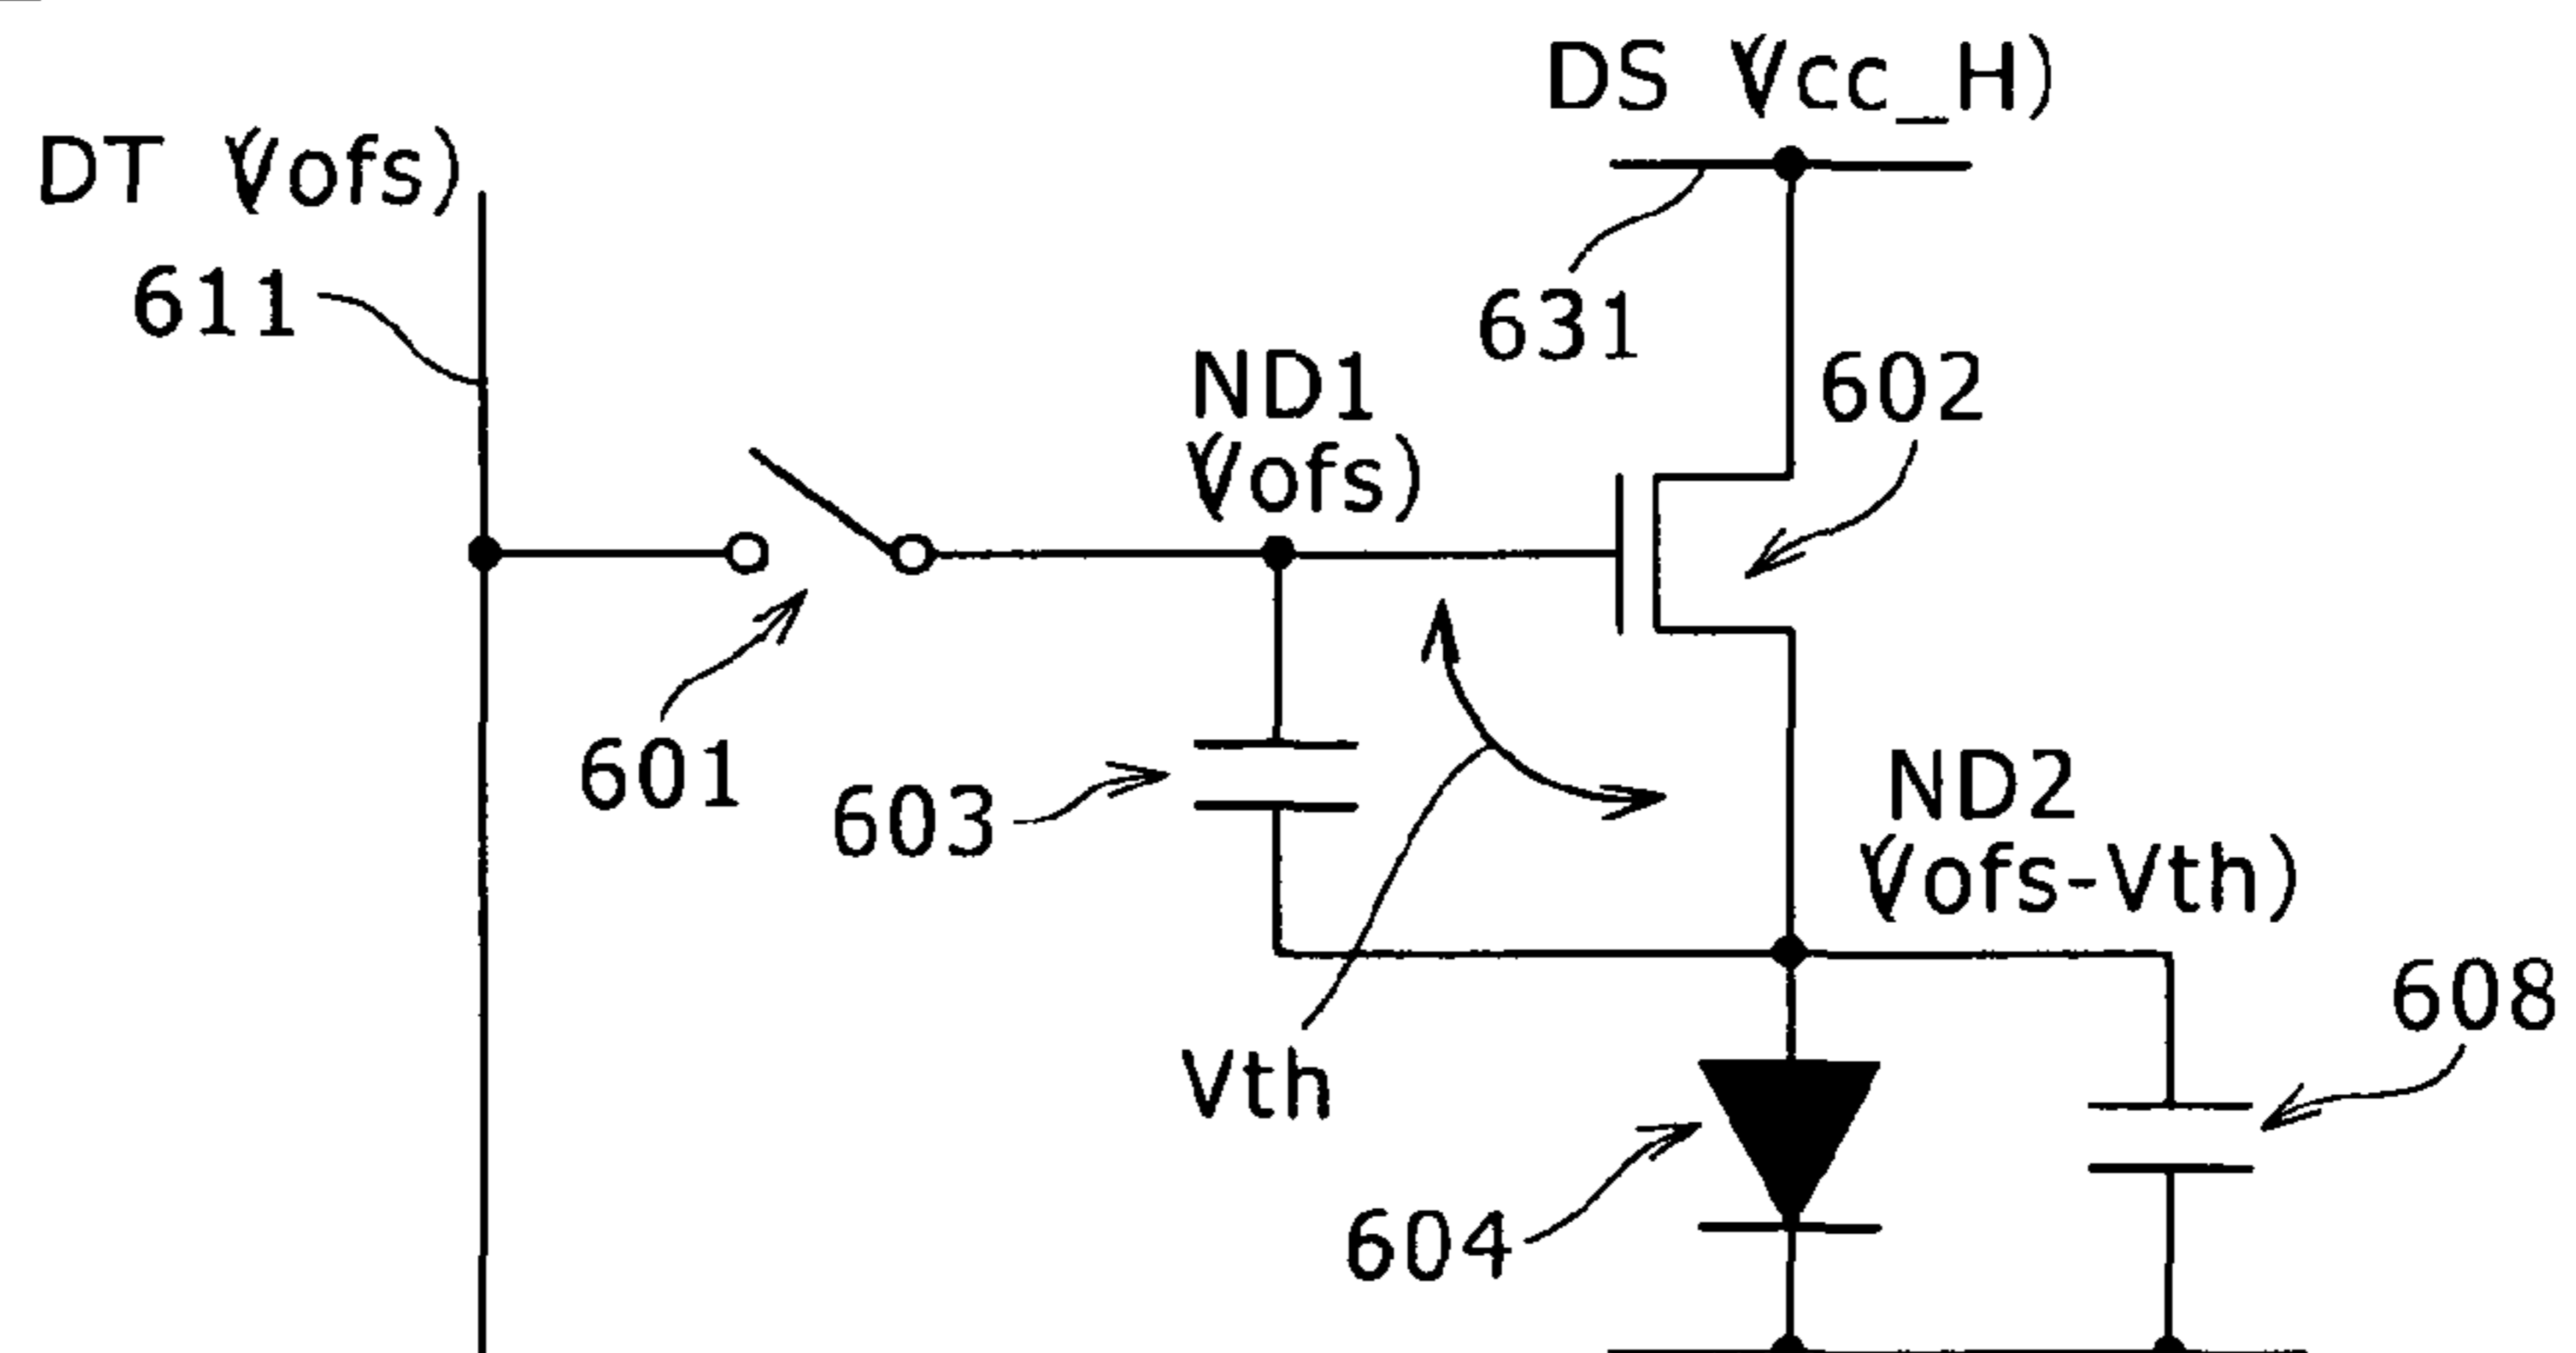 DS (Vcc_H)
DT (Vofs)
611
631
ND1
(Vofs)
602
601
603
ND2
(Vofs-Vth)
608
Vth
604